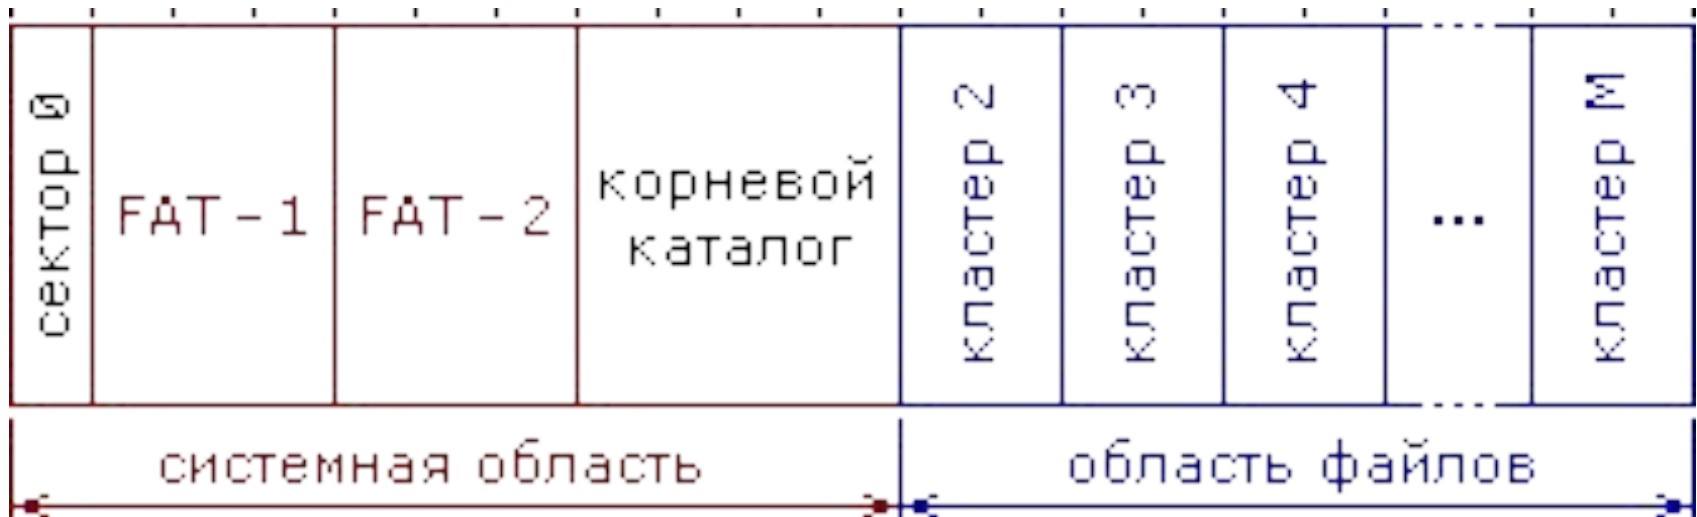 сектор 0
FAT-1
FAT-2
корневой
каталог
кластер 2
кластер 3
кластер 4
...
кластер M
системная область
область файлов